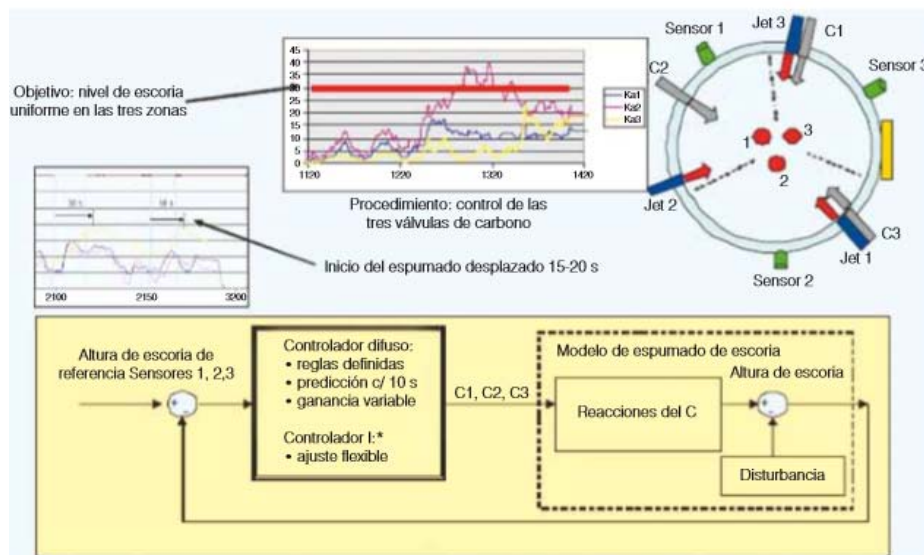 Objetivo: nivel de escoria
uniforme en las tres zonas
45
40
35
30
25
20
15
10
5
0
1120
1220
1320
1420
Ka1
Ka2
Ka3
Procedimiento: control de las
tres válvulas de carbono
Sensor 1
Jet 3
C1
C2
Sensor 3
1
3
2
Jet 2
C3
Jet 1
Sensor 2
2100
2150
3200
Inicio del espumado desplazado 15-20 s
Altura de escoria de
referencia Sensores 1, 2,3
Controlador difuso:
• reglas definidas
• predicción c/ 10 s
• ganancia variable
Controlador I:*
• ajuste flexible
C1, C2, C3
Modelo de espumado de escoria
Altura de escoria
Reacciones del C
Disturbancia